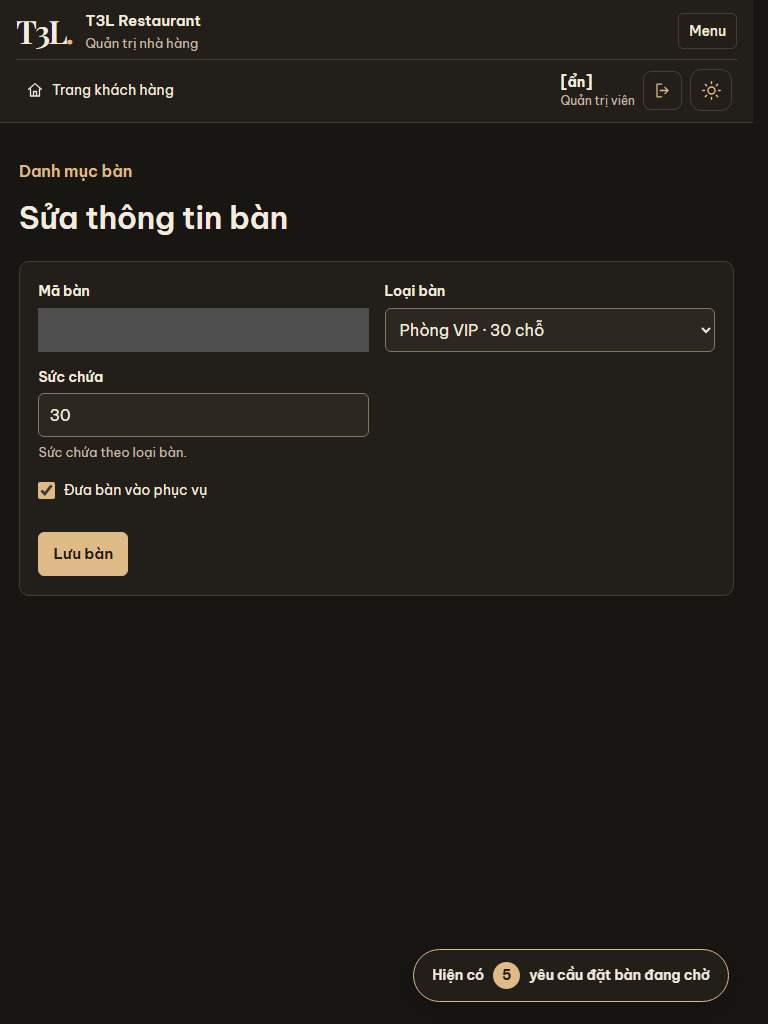 T3L.
T3L Restaurant
Quản trị nhà hàng
Menu
Trang khách hàng
[ẩn]
Quản trị viên
Danh mục bàn
Sửa thông tin bàn
Mã bàn
Loại bàn
Phòng VIP · 30 chỗ
Sức chứa
30
Sức chứa theo loại bàn.
Đưa bàn vào phục vụ
Lưu bàn
Hiện có 5 yêu cầu đặt bàn đang chờ